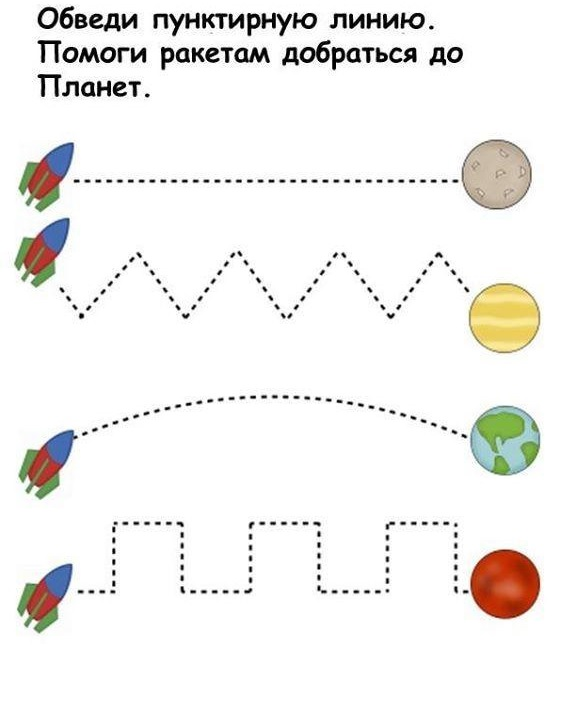 Обведи пунктирную линию.
Помоги ракетам добраться до
Планет.